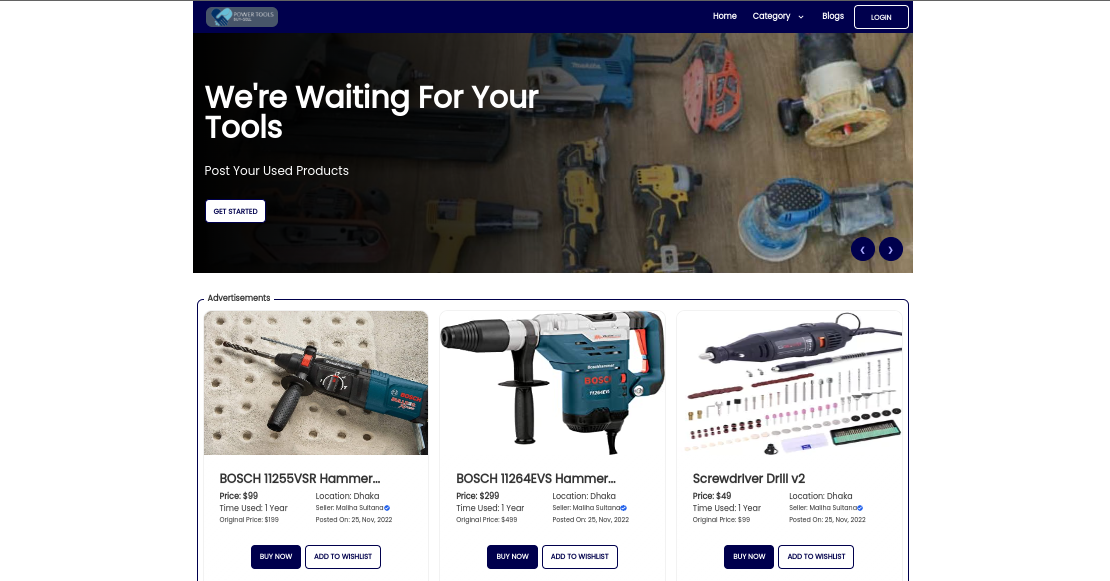 POWER TOOLS
Home
Category
Blogs
LOGIN
We're Waiting For Your
Tools
Post Your Used Products
GET STARTED
Advertisements
BOSCH
BOSCH
11264EVS
BOSCH 11255VSR Hammer...
Price: $99
Location: Dhaka
Time Used: 1 Year
Seller: Maliha Sultana
Original Price: $199
Posted On: 25, Nov, 2022
BUY NOW
ADD TO WISHLIST
BOSCH 11264EVS Hammer...
Price: $299
Location: Dhaka
Time Used: 1 Year
Seller: Maliha Sultana
Original Price: $499
Posted On: 25, Nov, 2022
BUY NOW
ADD TO WISHLIST
Screwdriver Drill v2
Price: $49
Location: Dhaka
Time Used: 1 Year
Seller: Maliha Sultana
Original Price: $99
Posted On: 25, Nov, 2022
BUY NOW
ADD TO WISHLIST